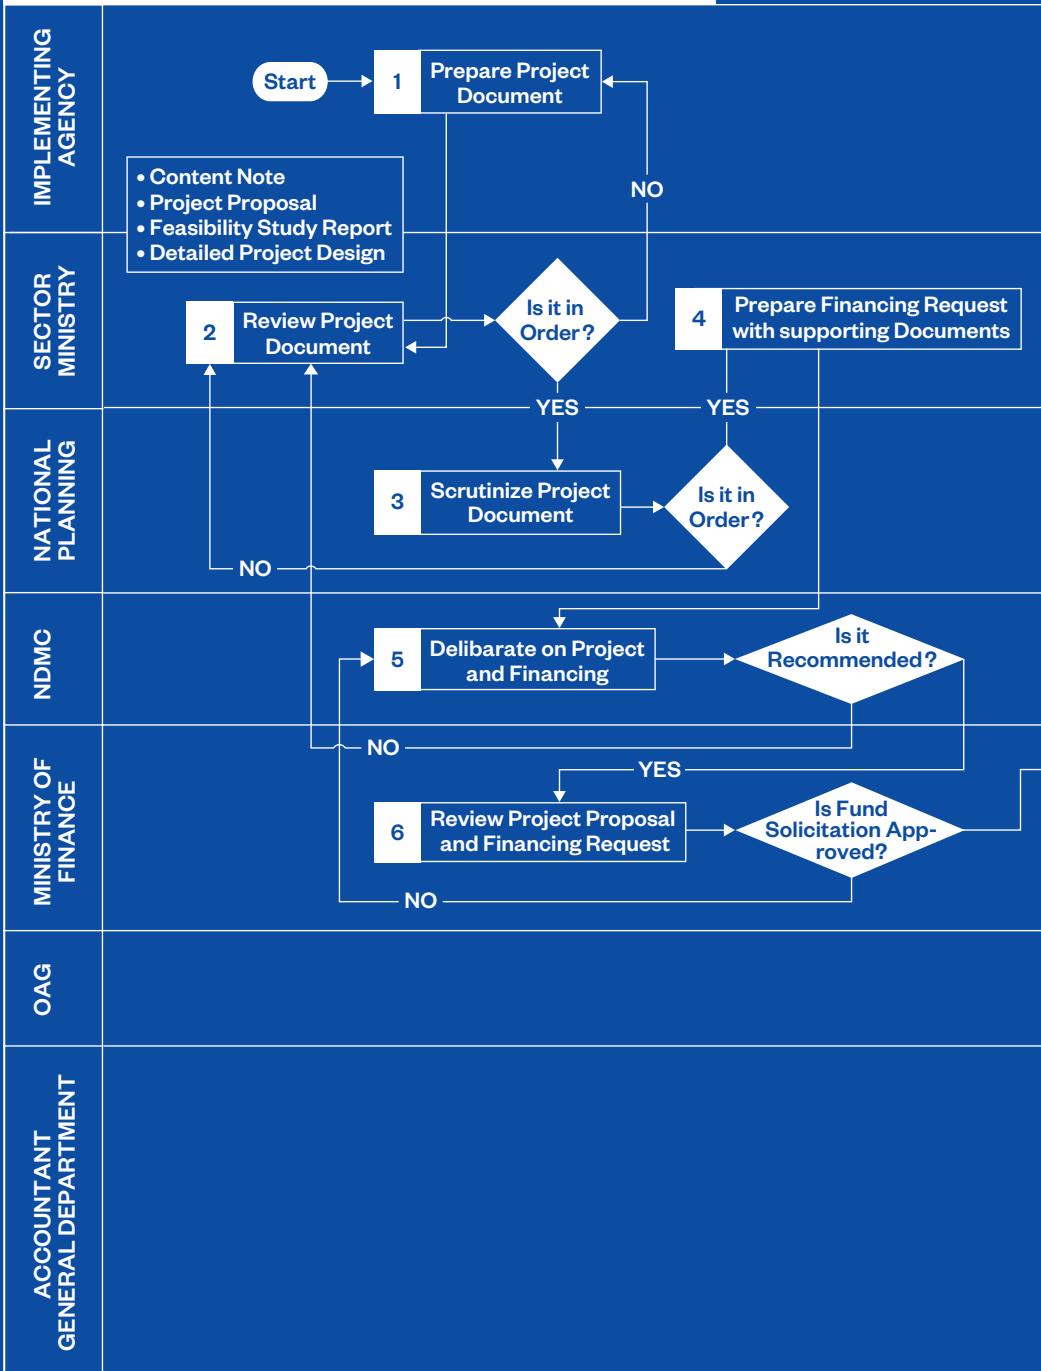 IMPLEMENTING
AGENCY
Start
1
Prepare Project
Document
NO
• Content Note
• Project Proposal
• Feasibility Study Report
• Detailed Project Design
SECTOR
MINISTRY
2
Review Project
Document
Is it in
Order?
4
Prepare Financing Request
with supporting Documents
YES
YES
NATIONAL
PLANNING
3
Scrutinize Project
Document
Is it in
Order?
NO
NDMC
5
Delibarate on Project
and Financing
Is it
Recommended?
NO
MINISTRY OF
FINANCE
YES
6
Review Project Proposal
and Financing Request
Is Fund
Solicitation App-
roved?
NO
OAG
ACCOUNTANT
GENERAL DEPARTMENT